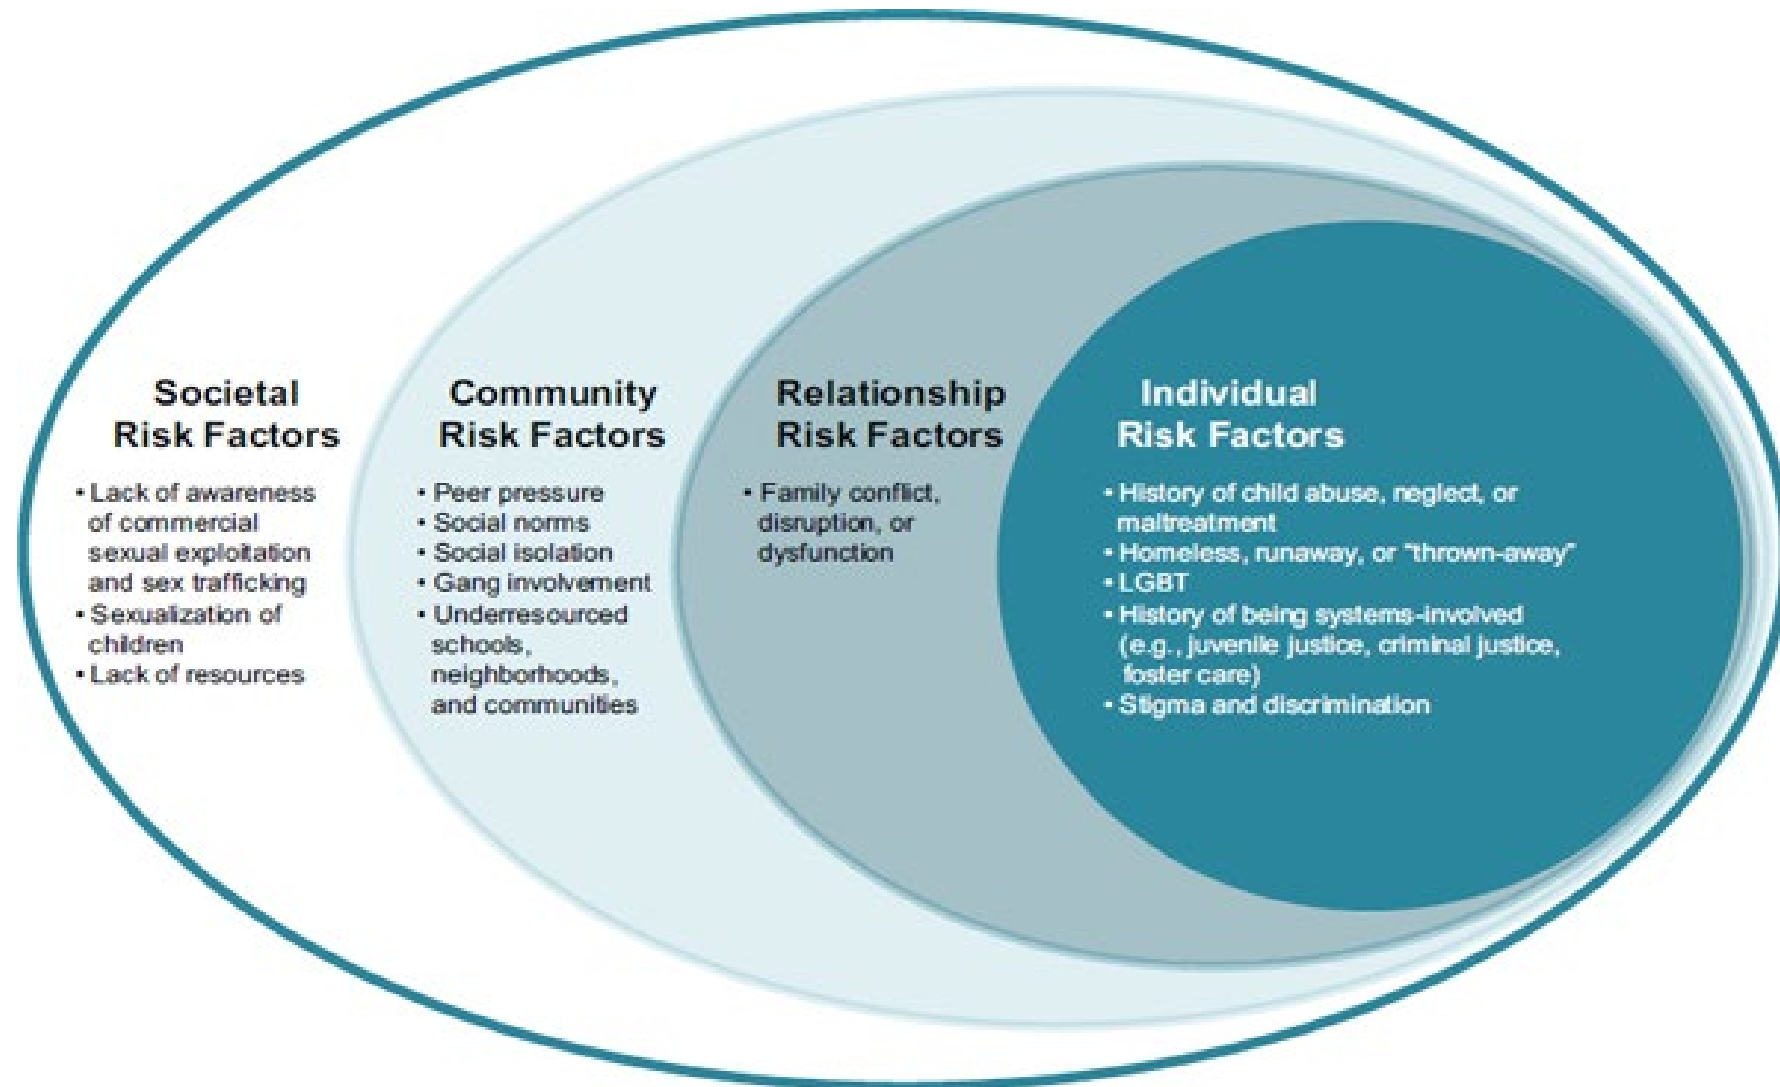 Societal
Risk Factors
• Lack of awareness
of commercial
sexual exploitation
and sex trafficking
• Sexualization of
children
• Lack of resources
Community
Risk Factors
• Peer pressure
• Social norms
• Social isolation
• Gang involvement
• Underresourced
schools,
neighborhoods,
and communities
Relationship
Risk Factors
• Family conflict,
disruption, or
dysfunction
Individual
Risk Factors
• History of child abuse, neglect, or
maltreatment
• Homeless, runaway, or “thrown-away”
• LGBT
• History of being systems-involved
(e.g., juvenile justice, criminal justice,
foster care)
• Stigma and discrimination